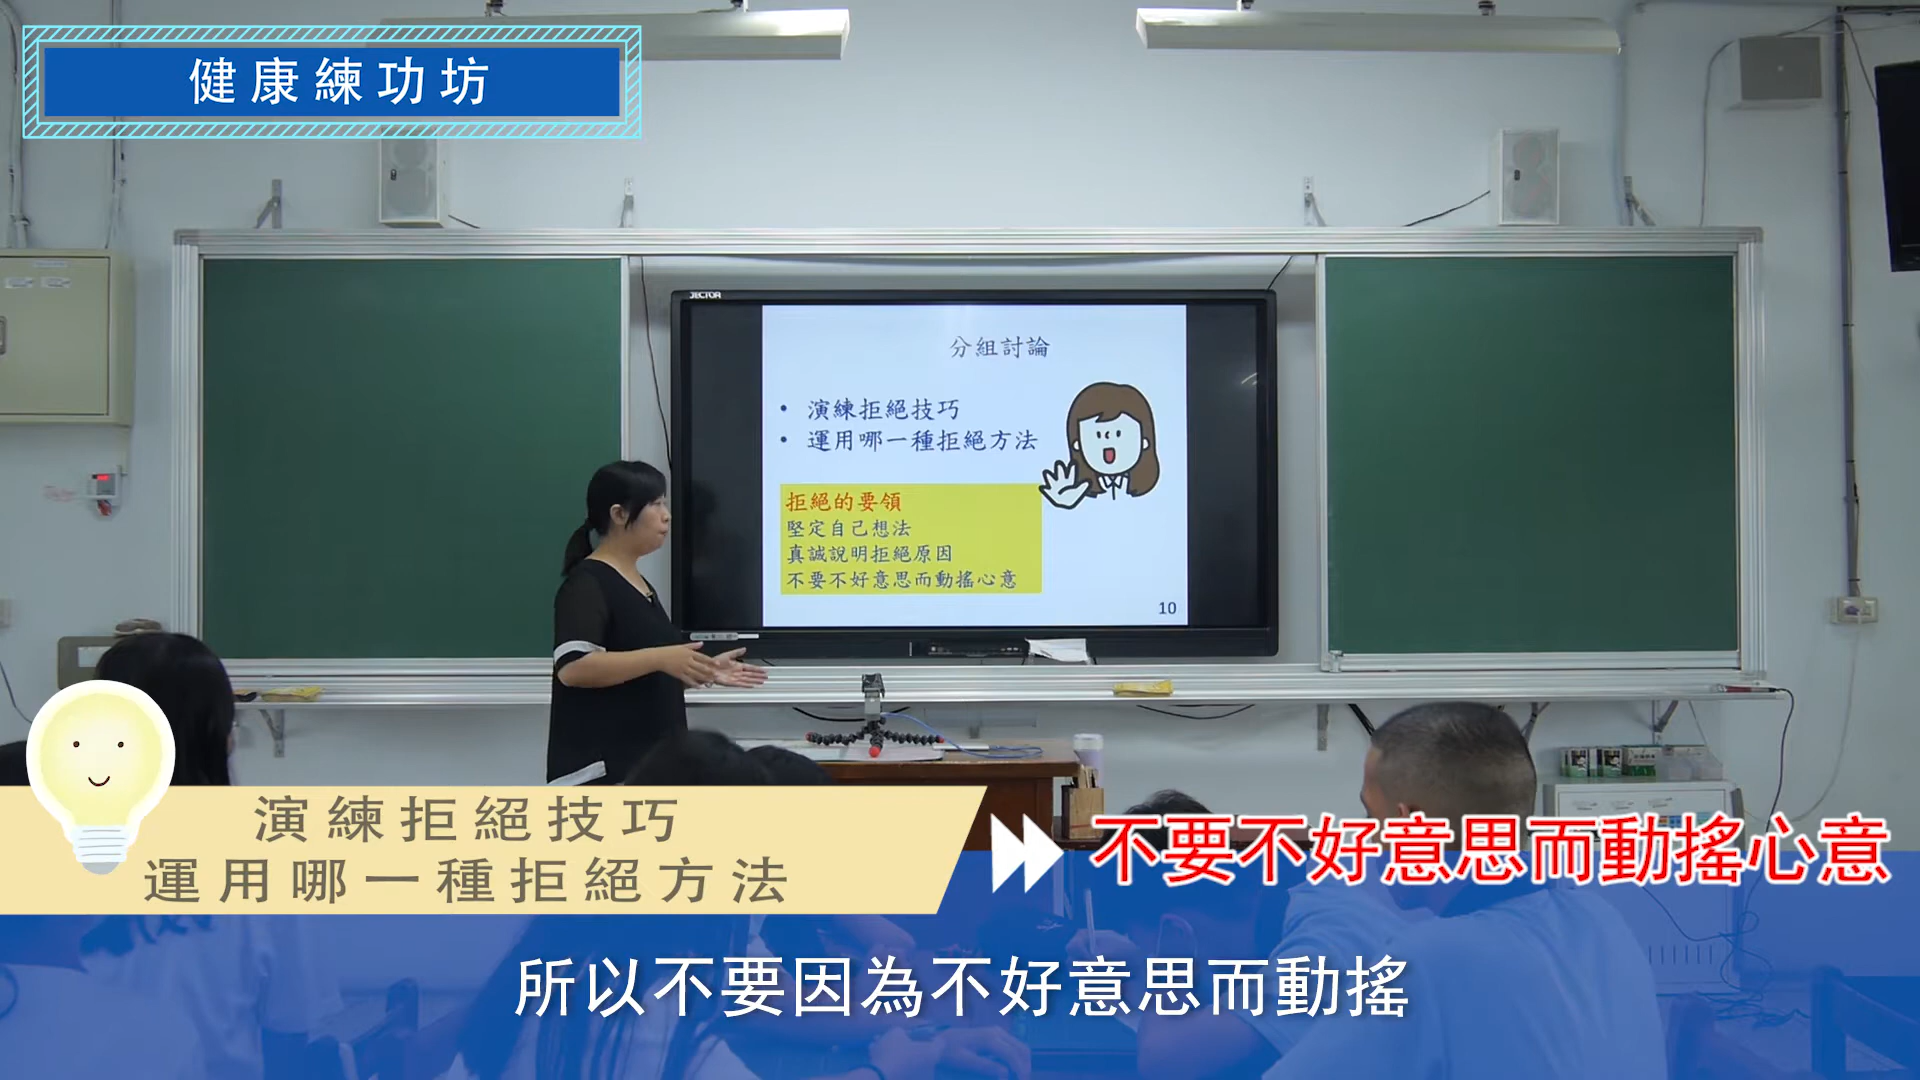 健康練功坊
JECTOR
分組討論
• 演練拒絕技巧
• 運用哪一種拒絕方法
拒絕的要領
堅定自己想法
真誠說明拒絕原因
不要不好意思而動搖心意
10
演練拒絕技巧
運用哪一種拒絕方法
不要不好意思而動搖心意
所以不要因為不好意思而動搖